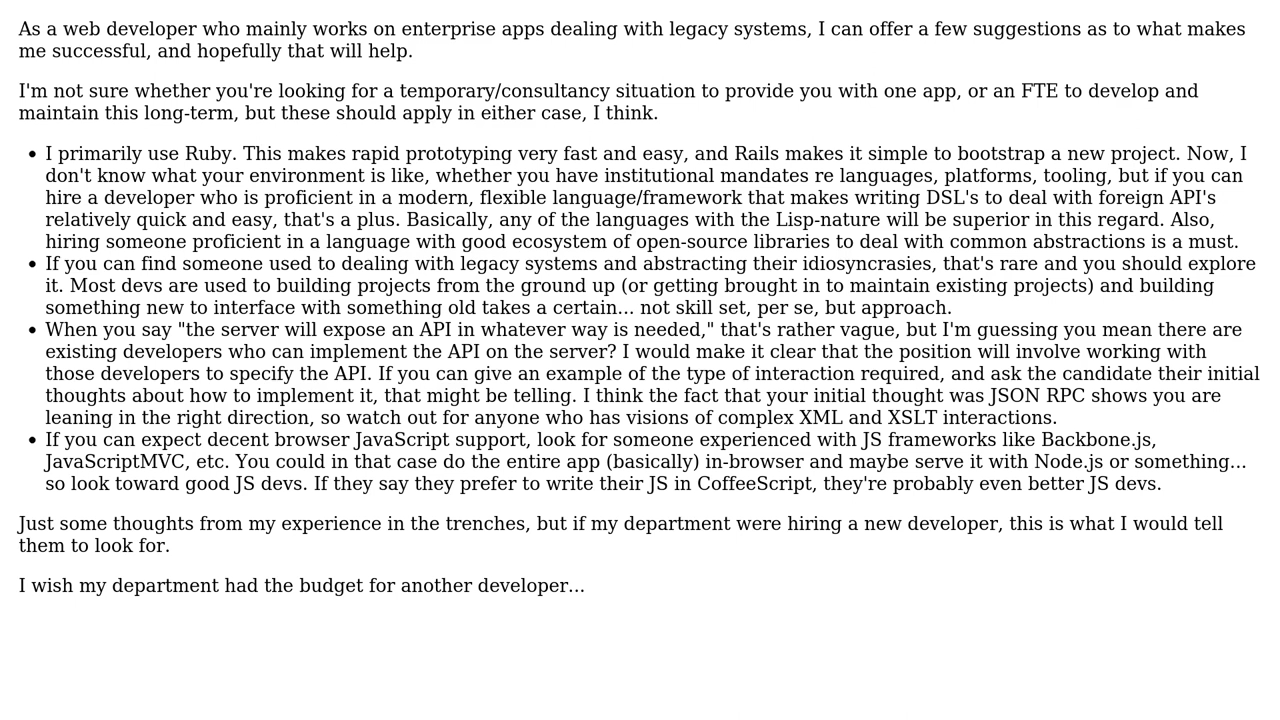 As a web developer who mainly works on enterprise apps dealing with legacy systems, I can offer a few suggestions as to what makes
me successful, and hopefully that will help.
I'm not sure whether you're looking for a temporary/consultancy situation to provide you with one app, or an FTE to develop and
maintain this long-term, but these should apply in either case, I think.
• I primarily use Ruby. This makes rapid prototyping very fast and easy, and Rails makes it simple to bootstrap a new project. Now, I
don't know what your environment is like, whether you have institutional mandates re languages, platforms, tooling, but if you can
hire a developer who is proficient in a modern, flexible language/framework that makes writing DSL's to deal with foreign API's
relatively quick and easy, that's a plus. Basically, any of the languages with the Lisp-nature will be superior in this regard. Also,
hiring someone proficient in a language with good ecosystem of open-source libraries to deal with common abstractions is a must.
• If you can find someone used to dealing with legacy systems and abstracting their idiosyncrasies, that's rare and you should explore
it. Most devs are used to building projects from the ground up (or getting brought in to maintain existing projects) and building
something new to interface with something old takes a certain... not skill set, per se, but approach.
• When you say "the server will expose an API in whatever way is needed," that's rather vague, but I'm guessing you mean there are
existing developers who can implement the API on the server? I would make it clear that the position will involve working with
those developers to specify the API. If you can give an example of the type of interaction required, and ask the candidate their initial
thoughts about how to implement it, that might be telling. I think the fact that your initial thought was JSON RPC shows you are
leaning in the right direction, so watch out for anyone who has visions of complex XML and XSLT interactions.
• If you can expect decent browser JavaScript support, look for someone experienced with JS frameworks like Backbone.js,
JavaScriptMVC, etc. You could in that case do the entire app (basically) in-browser and maybe serve it with Node.js or something...
so look toward good JS devs. If they say they prefer to write their JS in CoffeeScript, they're probably even better JS devs.
Just some thoughts from my experience in the trenches, but if my department were hiring a new developer, this is what I would tell
them to look for.
I wish my department had the budget for another developer...